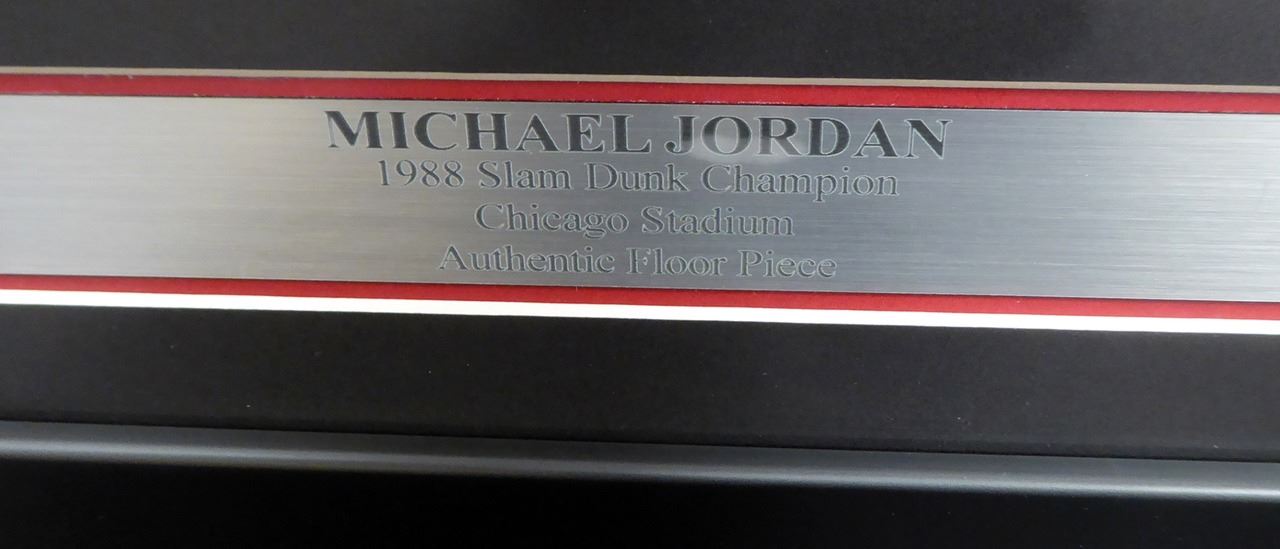 MICHAEL JORDAN
1988 Slam Dunk Champion
Chicago Stadium
Authentic Floor Piece